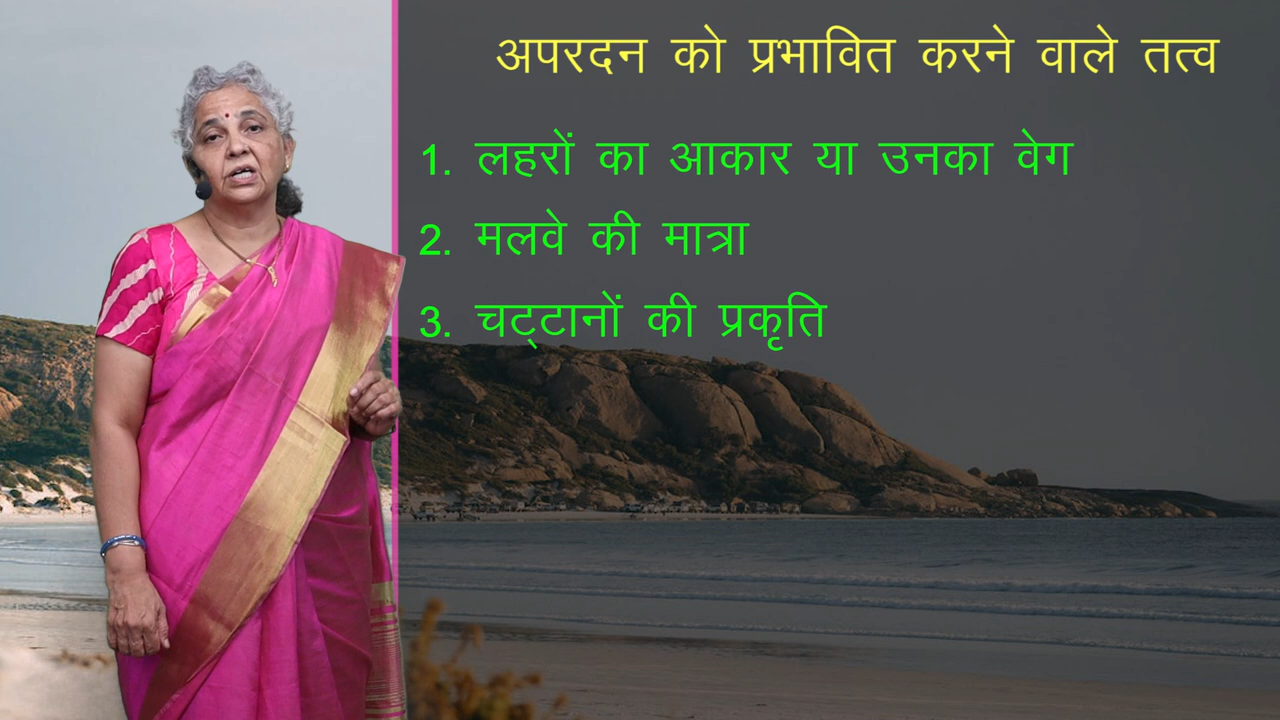 अपरदन को प्रभावित करने वाले तत्व
1. लहरों का आकार या उनका वेग
2. मलवे की मात्रा
3. चट्टानों की प्रकृति